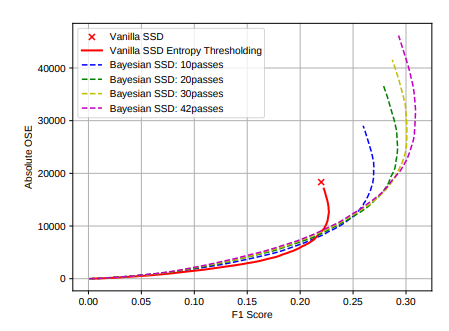 Vanilla SSD
Vanilla SSD Entropy Thresholding
Bayesian SSD: 10passes
Bayesian SSD: 20passes
Bayesian SSD: 30passes
Bayesian SSD: 42passes
Absolute OSE
40000
30000
20000
10000
0
0.00 0.05 0.10 0.15 0.20 0.25 0.30
F1 Score